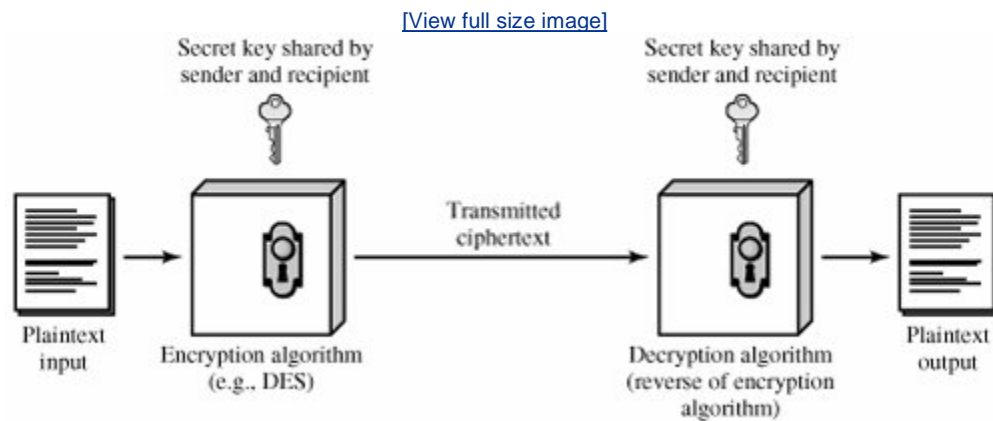 [View full size image]
Secret key shared by
sender and recipient
Secret key shared by
sender and recipient
Transmitted
ciphertext
Plaintext
input
Encryption algorithm
(e.g., DES)
Decryption algorithm
(reverse of encryption
algorithm)
Plaintext
output